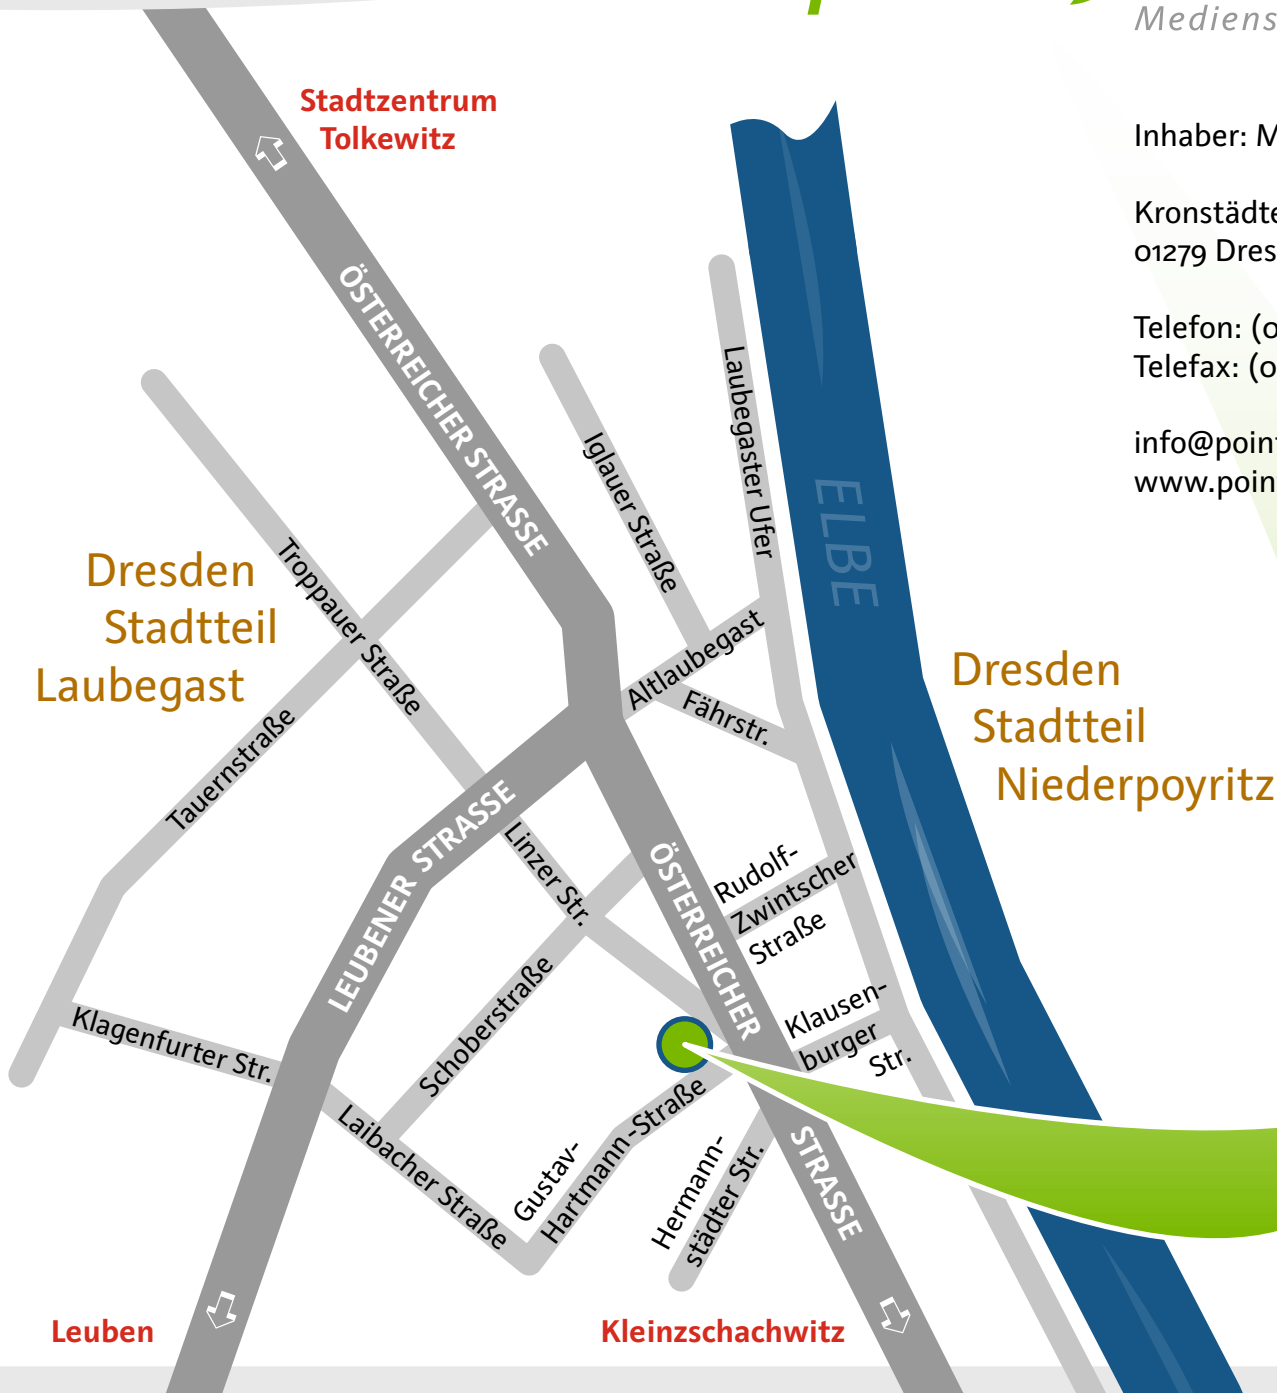 Mediens
Stadtzentrum
Tolkewitz
Inhaber: M
Kronstädte
01279 Dres
Telefon: (0
Telefax: (0
info@poin
www.poin
ÖSTERREICHER STRASSE
Iglauer Straße
Laubegaster Ufer
ELBE
Dresden
Stadtteil
Laubegast
Troppauer Straße
Tauernstraße
Altlaubegast
Fährstr.
Dresden
Stadtteil
Niederpoyritz
LEUBENER STRASSE
Linzer Str.
ÖSTERREICHER
STRASSE
Rudolf-
Zwintscher
Straße
Klausen-
burger
Str.
Klagenfurter Str.
Schoberstraße
Laibacher Straße
Gustav-
Hartmann-Straße
Hermann-
städter Str.
Leuben
Kleinzschachwitz